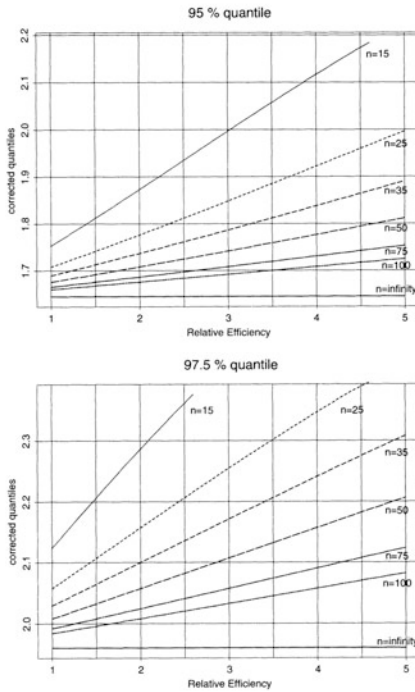 95 % quantile
2.2
2.1
2.0
1.9
1.8
1.7
corrected quantiles
n=15
n=25
n=35
n=50
n=75
n=100
n=infinity
1 2 3 4 5
Relative Efficiency
97.5 % quantile
2.3
2.2
2.1
2.0
corrected quantiles
n=15
n=25
n=35
n=50
n=75
n=100
n=infinity
1 2 3 4 5
Relative Efficiency